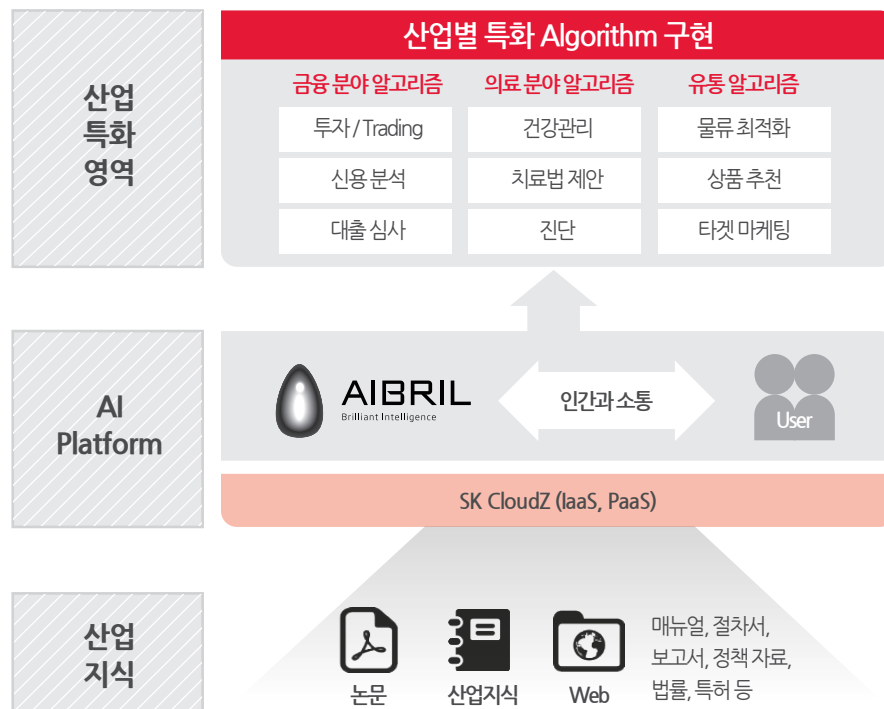 산업
특화
영역
산업별 특화 Algorithm 구현
금융 분야 알고리즘
의료 분야 알고리즘
유통 알고리즘
투자 / Trading
건강관리
물류 최적화
신용 분석
치료법 제안
상품 추천
대출 심사
진단
타겟 마케팅
AI
Platform
AIBRIL
Brilliant Intelligence
인간과 소통
User
SK CloudZ (IaaS, PaaS)
산업
지식
논문
산업지식
Web
매뉴얼, 절차서,
보고서, 정책 자료,
법률, 특허 등